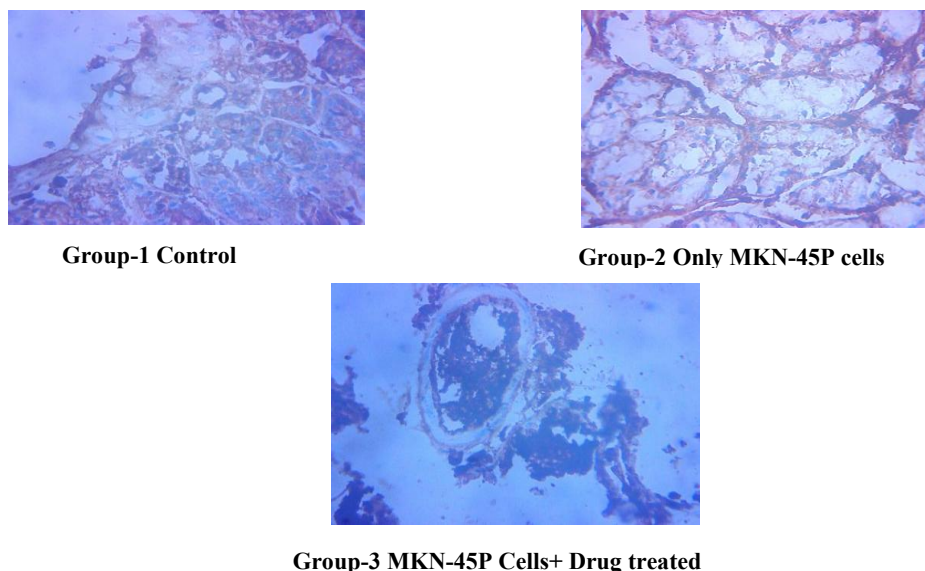 Group-1 Control
Group-2 Only MKN-45P cells
Group-3 MKN-45P Cells+ Drug treated